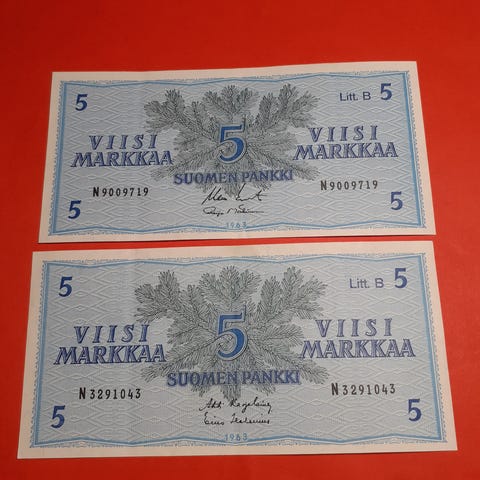 5 Litt. B 5
VIISI 5 VIISI
MARKKAA MARKKAA
SUOMEN PANKKI
N9009719 N9009719
5 5
1963
5 Litt. B 5
VIISI 5 VIISI
MARKKAA MARKKAA
SUOMEN PANKKI
N3291043 N3291043
5 5
1963